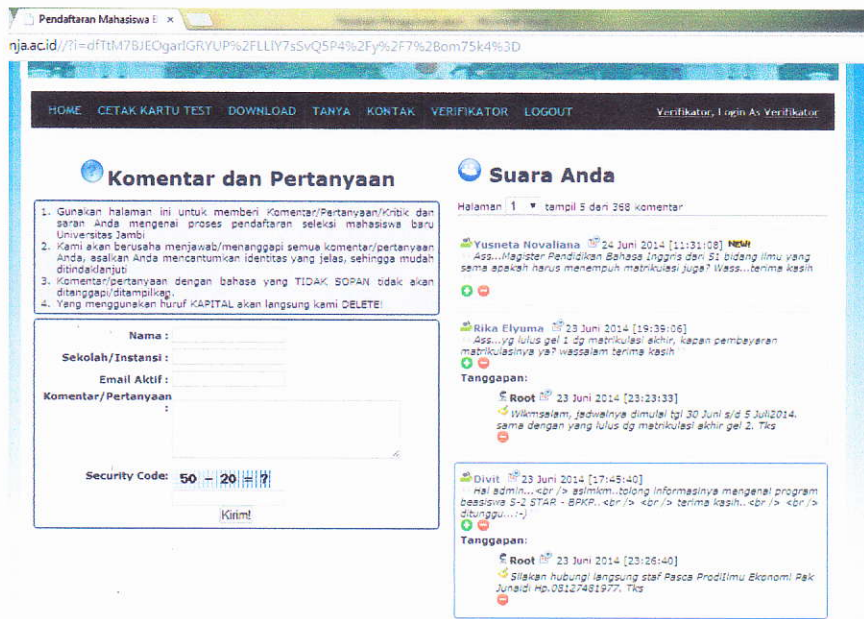 Pendaftaran Mahasiswa B
nja.ac.id//?i=
HOME CETAK KARTU TEST DOWNLOAD TANYA KONTAK VERIFIKATOR LOGOUT
Verifikator, Login As Verifikator
Komentar dan Pertanyaan
1. Gunakan halaman ini untuk memberi Komentar/Pertanyaan/Kritik dan
saran Anda mengenai proses pendaftaran seleksi mahasiswa baru
Universitas Jambi
2. Kami akan berusaha menjawab/menanggapi semua komentar/pertanyaan
Anda, asalkan Anda mencantumkan identitas yang jelas, sehingga mudah
ditindaklanjuti
3. Komentar/pertanyaan dengan bahasa yang TIDAK SOPAN tidak akan
ditanggapi/ditampilkan.
4. Yang menggunakan huruf KAPITAL akan langsung kami DELETE!
Nama :
Sekolah/Instansi :
Email Aktif :
Komentar/Pertanyaan
:
Security Code: 50 - 20 = ?
Kirim!
Suara Anda
Halaman 1 tampil 5 dari 368 komentar
Yusneta Novaliana 24 Juni 2014 [11:31:08] NEW!
Ass...Magister Pendidikan Bahasa Inggris dari S1 bidang ilmu yang
sama apakah harus menempuh matrikulasi juga? Wass...terima kasih
Rika Elyuma 23 Juni 2014 [19:39:06]
Ass...yg lulus gel 1 dg matrikulasi akhir, kapan pembayaran
matrikulasinya ya? wassalam terima kasih
Tanggapan:
Root 23 Juni 2014 [23:23:33]
Wlkmsalam, jadwalnya dimulai tgl 30 Juni s/d 5 Juli2014.
sama dengan yang lulus dg matrikulasi akhir gel 2. Tks
Divit 23 Juni 2014 [17:45:40]
Hai admin...<br /> aslmkm..tolong informasinya mengenai program
beasiswa S-2 STAR - BPKP..<br /> <br /> terima kasih..<br /> <br />
ditunggu...:-)
Tanggapan:
Root 23 Juni 2014 [23:26:40]
Silakan hubungi langsung staf Pasca ProdiIlmu Ekonomi Pak
Junaidi Hp.08127481977. Tks